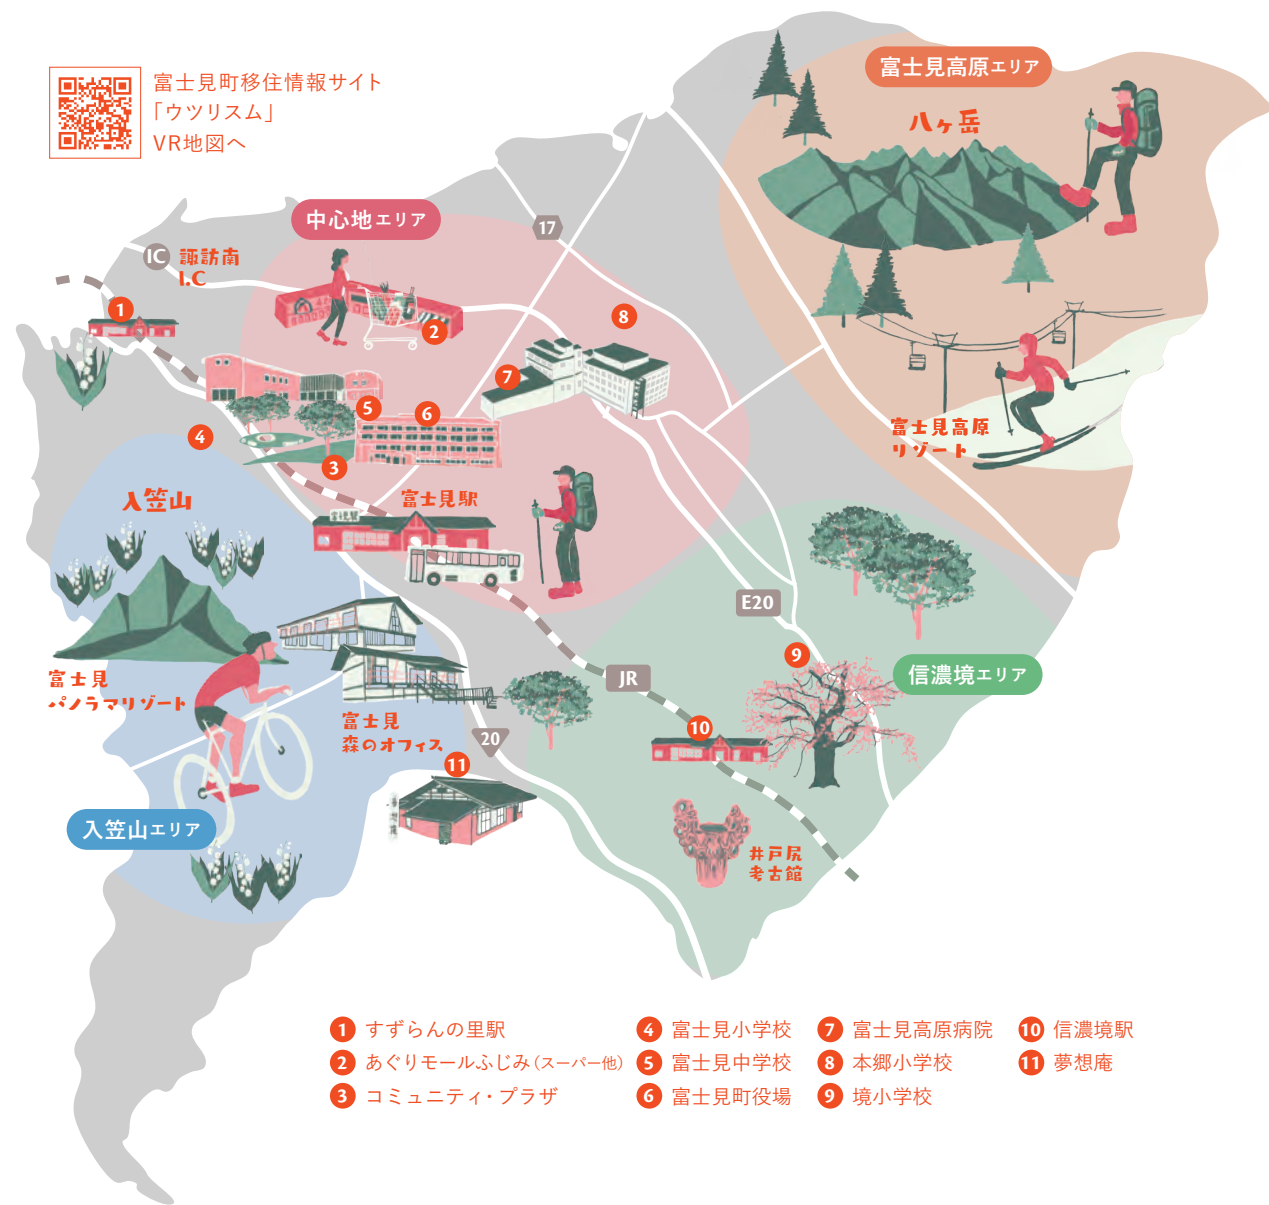 富士見町移住情報サイト
「ウツリスム」
VR地図へ
富士見高原エリア
八ヶ岳
中心地エリア
17
IC
諏訪南
I.C
1
2
8
7
5
6
4
3
富士見高原
リゾート
入笠山
富士見駅
E20
9
信濃境エリア
JR
富士見
パノラマリゾート
富士見
森のオフィス
20
10
11
入笠山エリア
井戸尻
考古館
1 すずらんの里駅
2 あぐりモールふじみ(スーパー他)
3 コミュニティ・プラザ
4 富士見小学校
5 富士見中学校
6 富士見町役場
7 富士見高原病院
8 本郷小学校
9 境小学校
10 信濃境駅
11 夢想庵